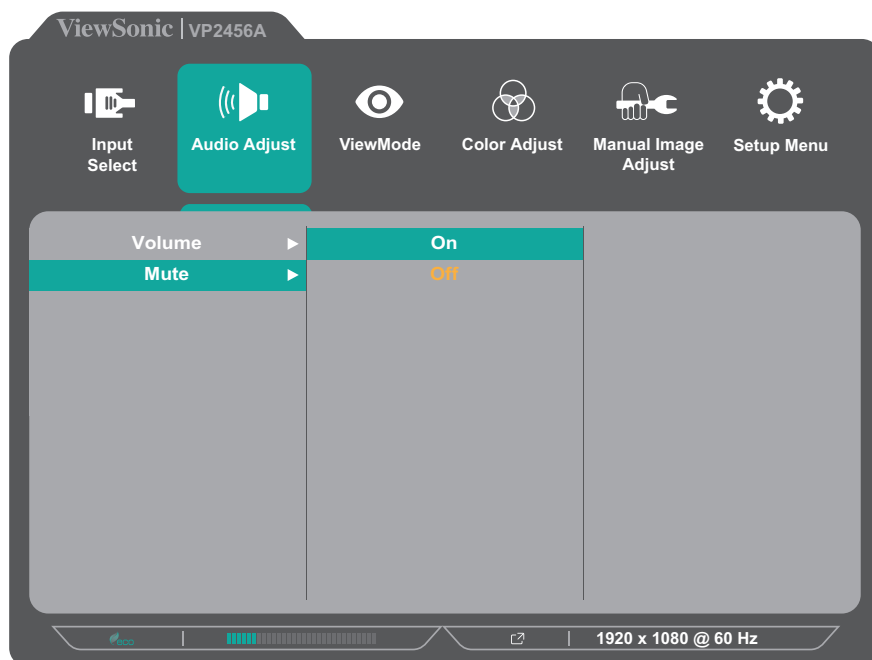 ViewSonic | VP2456A
Input Select
Audio Adjust
ViewMode
Color Adjust
Manual Image Adjust
Setup Menu
Volume
On
Mute
Off
eco
1920 x 1080 @ 60 Hz